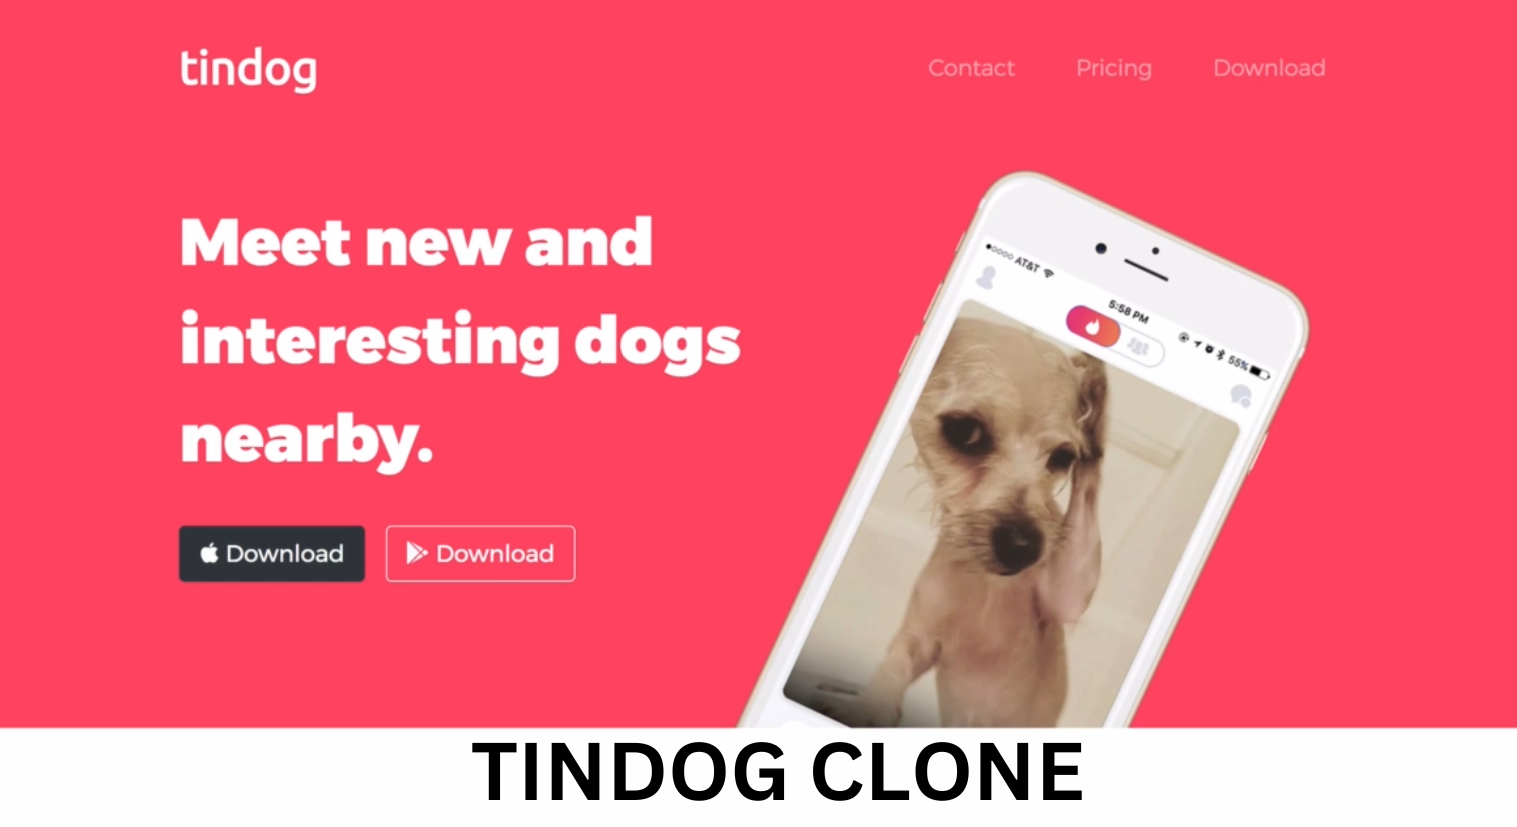 tindog
Contact Pricing Download
Meet new and
interesting dogs
nearby.
Download Download
AT&T
5:58 PM
55%
TINDOG CLONE